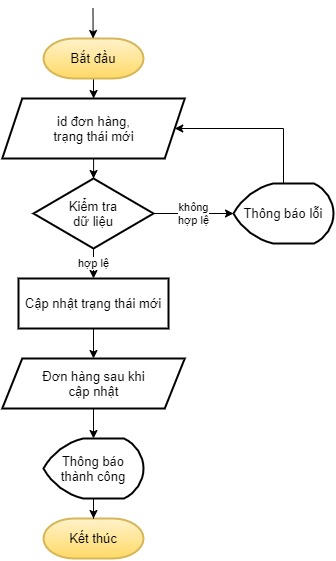 Bắt đầu
id đơn hàng,
trạng thái mới
Kiểm tra
dữ liệu
không
hợp lệ
Thông báo lỗi
hợp lệ
Cập nhật trạng thái mới
Đơn hàng sau khi
cập nhật
Thông báo
thành công
Kết thúc